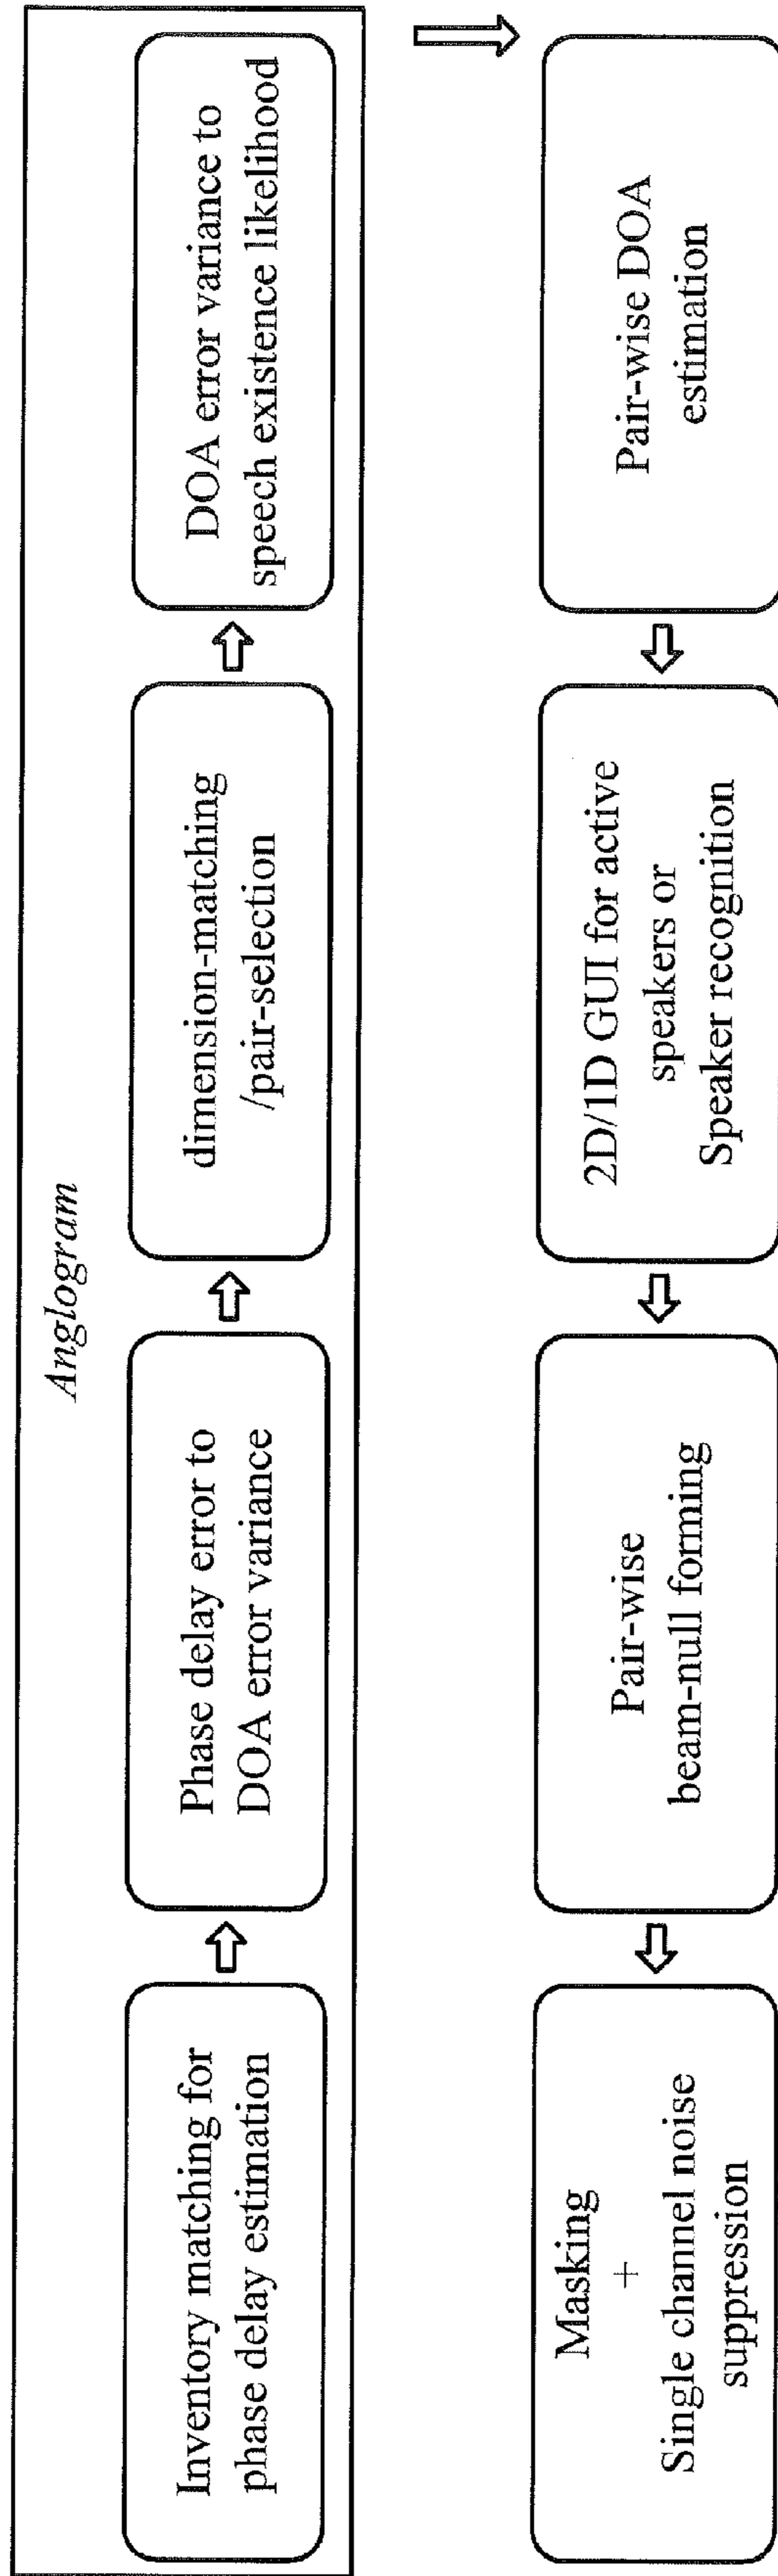 Anglogram
Inventory matching for
phase delay estimation
Phase delay error to
DOA error variance
dimension-matching
/pair-selection
DOA error variance to
speech existence likelihood
Pair-wise DOA
estimation
2D/1D GUI for active
speakers or
Speaker recognition
Pair-wise
beam-null forming
Masking
+
Single channel noise
suppression